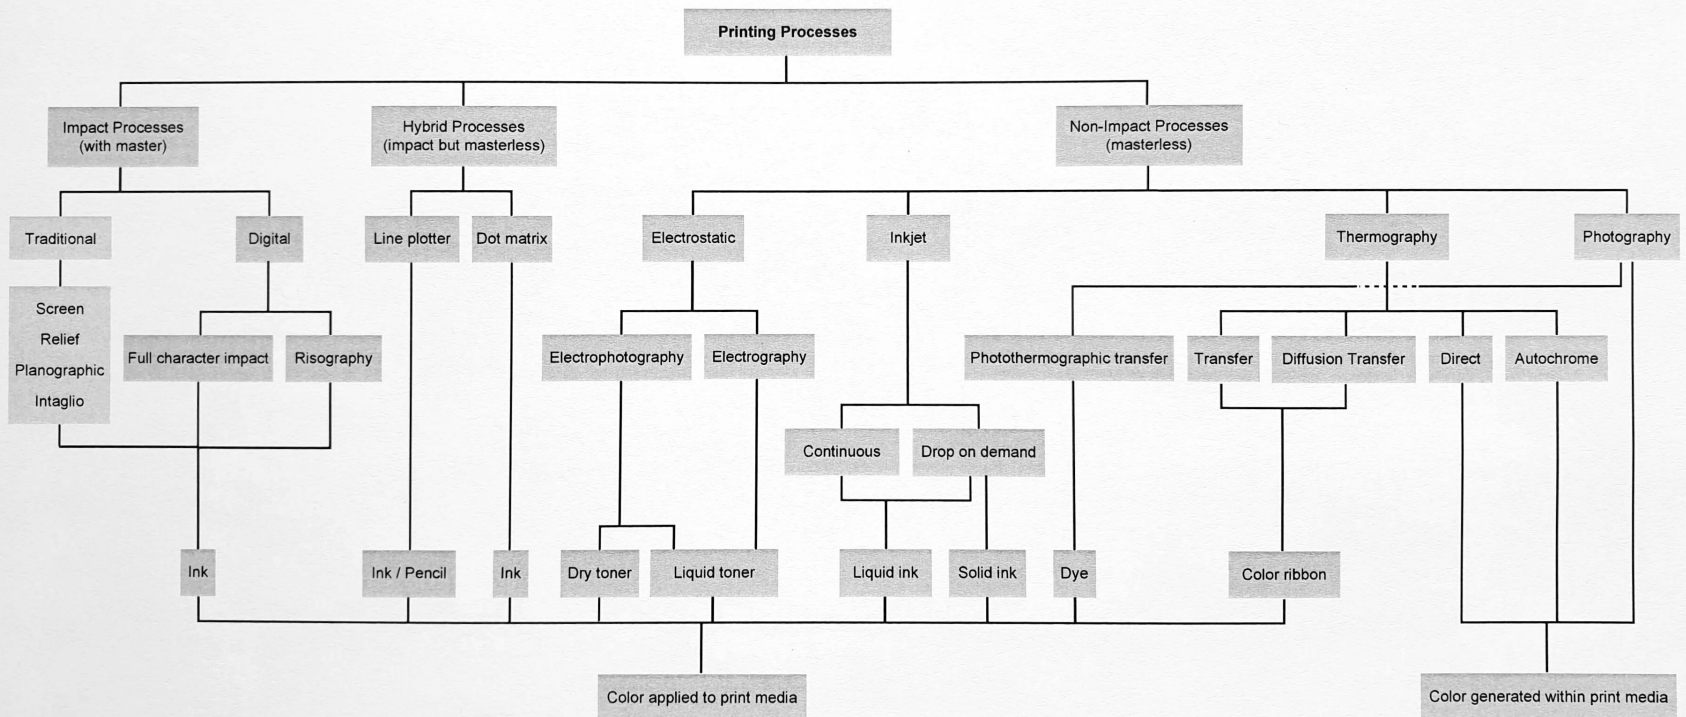 Printing Processes
Impact Processes
(with master)
Hybrid Processes
(impact but masterless)
Non-Impact Processes
(masterless)
Traditional
Digital
Line plotter
Dot matrix
Electrostatic
Inkjet
Thermography
Photography
Screen
Relief
Planographic
Intaglio
Full character impact
Risography
Electrophotography
Electrography
Photothermographic transfer
Transfer
Diffusion Transfer
Direct
Autochrome
Continuous
Drop on demand
Ink
Ink / Pencil
Ink
Dry toner
Liquid toner
Liquid ink
Solid ink
Dye
Color ribbon
Color applied to print media
Color generated within print media